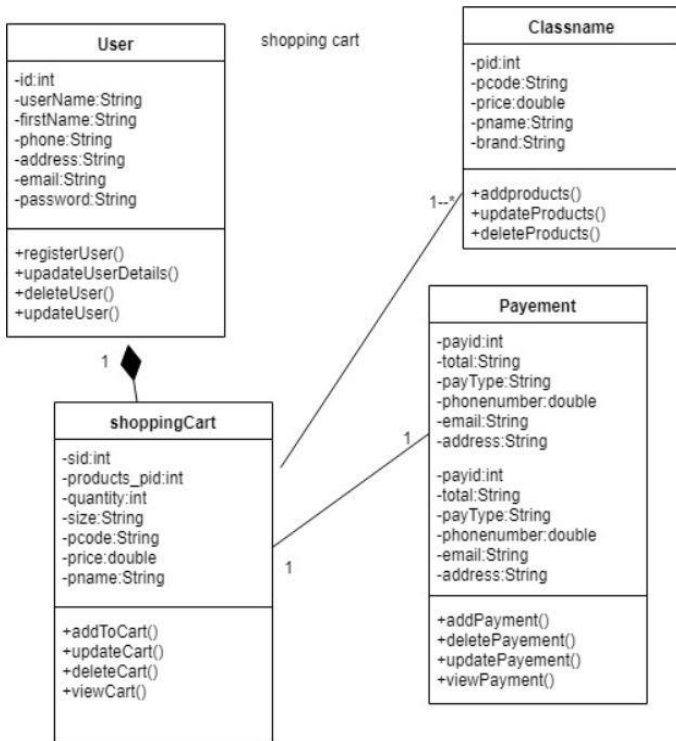 User
-id:int
-userName:String
-firstName:String
-phone:String
-address:String
-email:String
-password:String
+registerUser()
+upadateUserDetails()
+deleteUser()
+updateUser()
shopping cart
Classname
-pid:int
-pcode:String
-price:double
-pname:String
-brand:String
+addproducts()
+updateProducts()
+deleteProducts()
1--*
1
shoppingCart
-sid:int
-products_pid:int
-quantity:int
-size:String
-pcode:String
-price:double
-pname:String
+addToCart()
+updateCart()
+deleteCart()
+viewCart()
1
1
Payement
-payid:int
-total:String
-payType:String
-phonenumber:double
-email:String
-address:String
-payid:int
-total:String
-payType:String
-phonenumber:double
-email:String
-address:String
+addPayment()
+deletePayement()
+updatePayement()
+viewPayment()